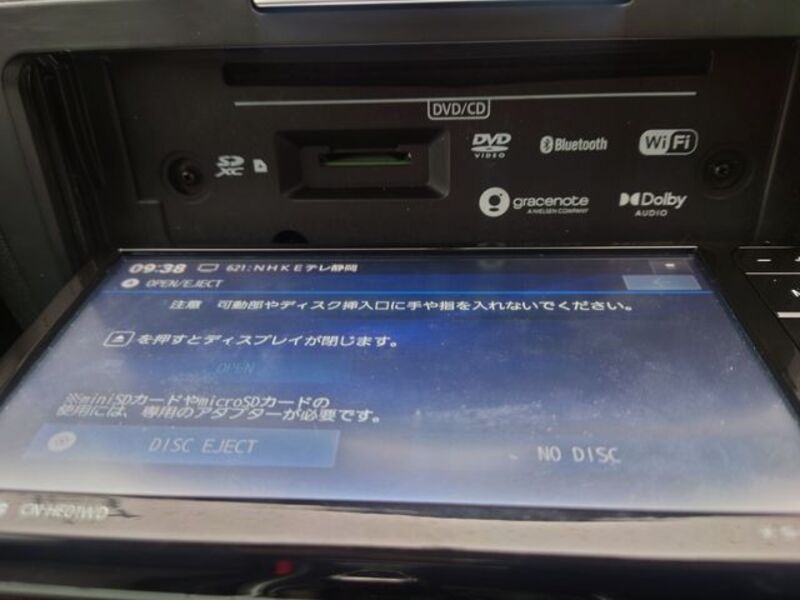 DVD/CD
SD XC
DVD VIDEO
Bluetooth
Wi Fi
gracenote
A NIELSEN COMPANY
Dolby AUDIO
09:38 621:NHKEテレ静岡
OPEN/EJECT
注意 可動部やディスク挿入口に手や指を入れないでください。
を押すとディスプレイが閉じます。
OPEN
※miniSDカードやmicroSDカードの
使用には、専用のアダプターが必要です。
DISC EJECT
NO DISC
CN-HE01WD